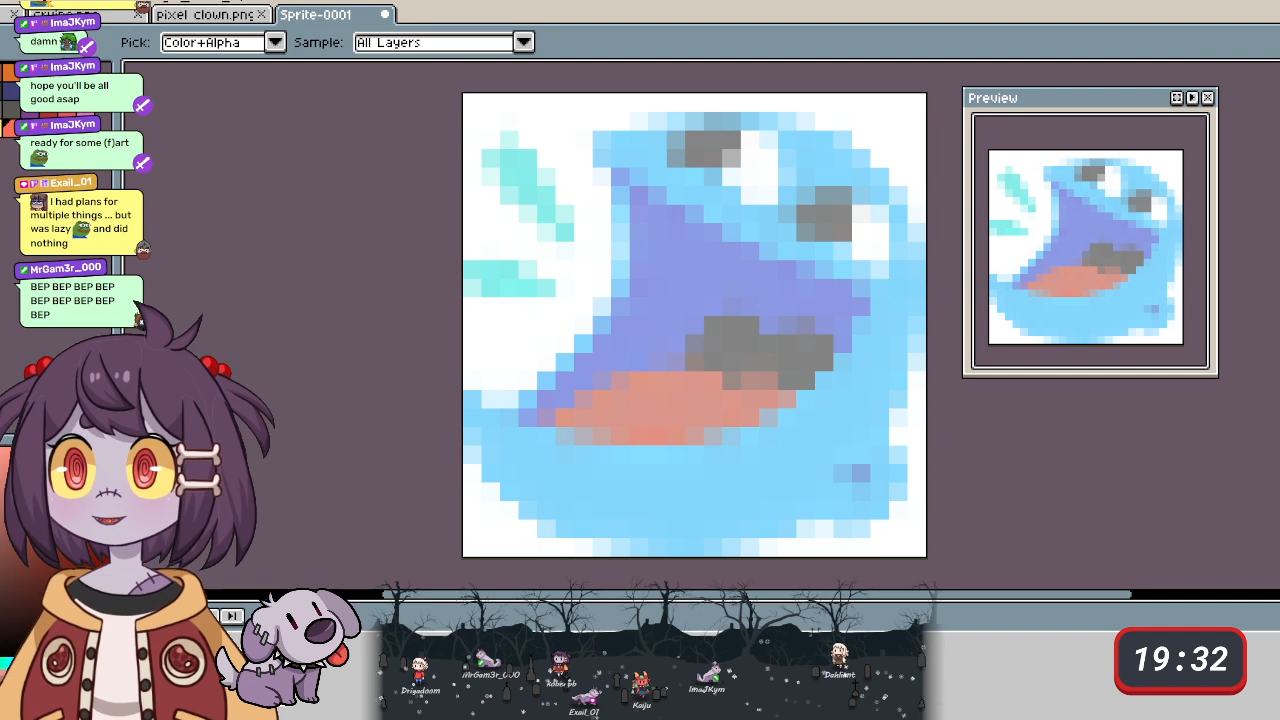 pixel_clown.png
Sprite-0001
Pick: Color+Alpha Sample: All Layers
ImaJKym
damn
ImaJKym
hope you'll be all
good asap
ImaJKym
ready for some (f)art
Exail_01
I had plans for
multiple things ... but
was lazy and did
nothing
MrGam3r_000
BEP BEP BEP BEP
BEP BEP BEP BEP
BEP
Preview
19:32
Drigadoom
MrGam3r_000
Exail_01
Kaiju
ImaJKym